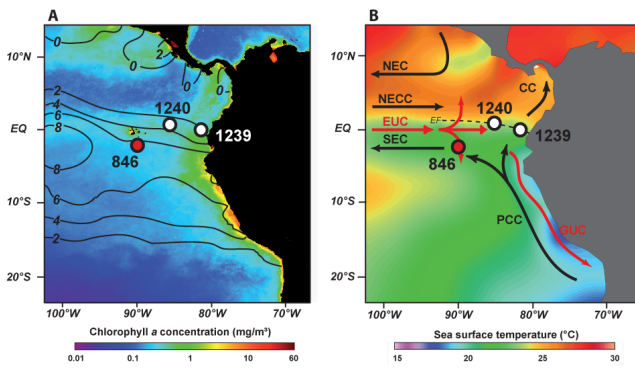 A
B
10°N
EQ
10°S
20°S
0
0
2
0
0
2
4
6
8
8
6
4
2
1240
1239
846
100°W
90°W
80°W
70°W
Chlorophyll a concentration (mg/m³)
0.01
0.1
1
10
60
10°N
EQ
10°S
20°S
NEC
NECC
CC
EUC
EF
SEC
1240
1239
846
PCC
GUC
100°W
90°W
80°W
70°W
Sea surface temperature (°C)
15
20
25
30